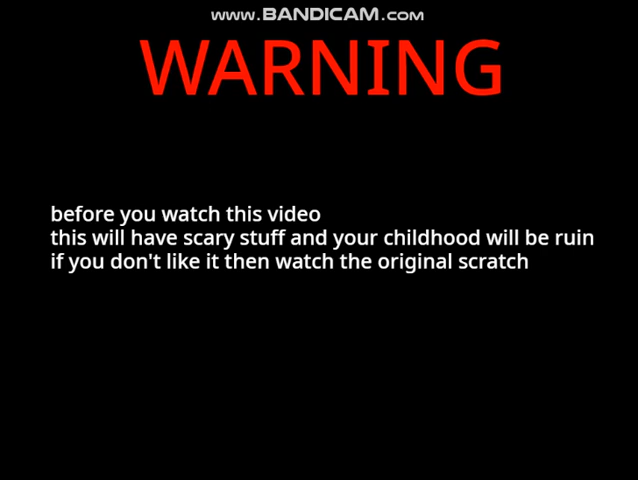 www.BANDICAM.com
WARNING
before you watch this video
this will have scary stuff and your childhood will be ruin
if you don't like it then watch the original scratch